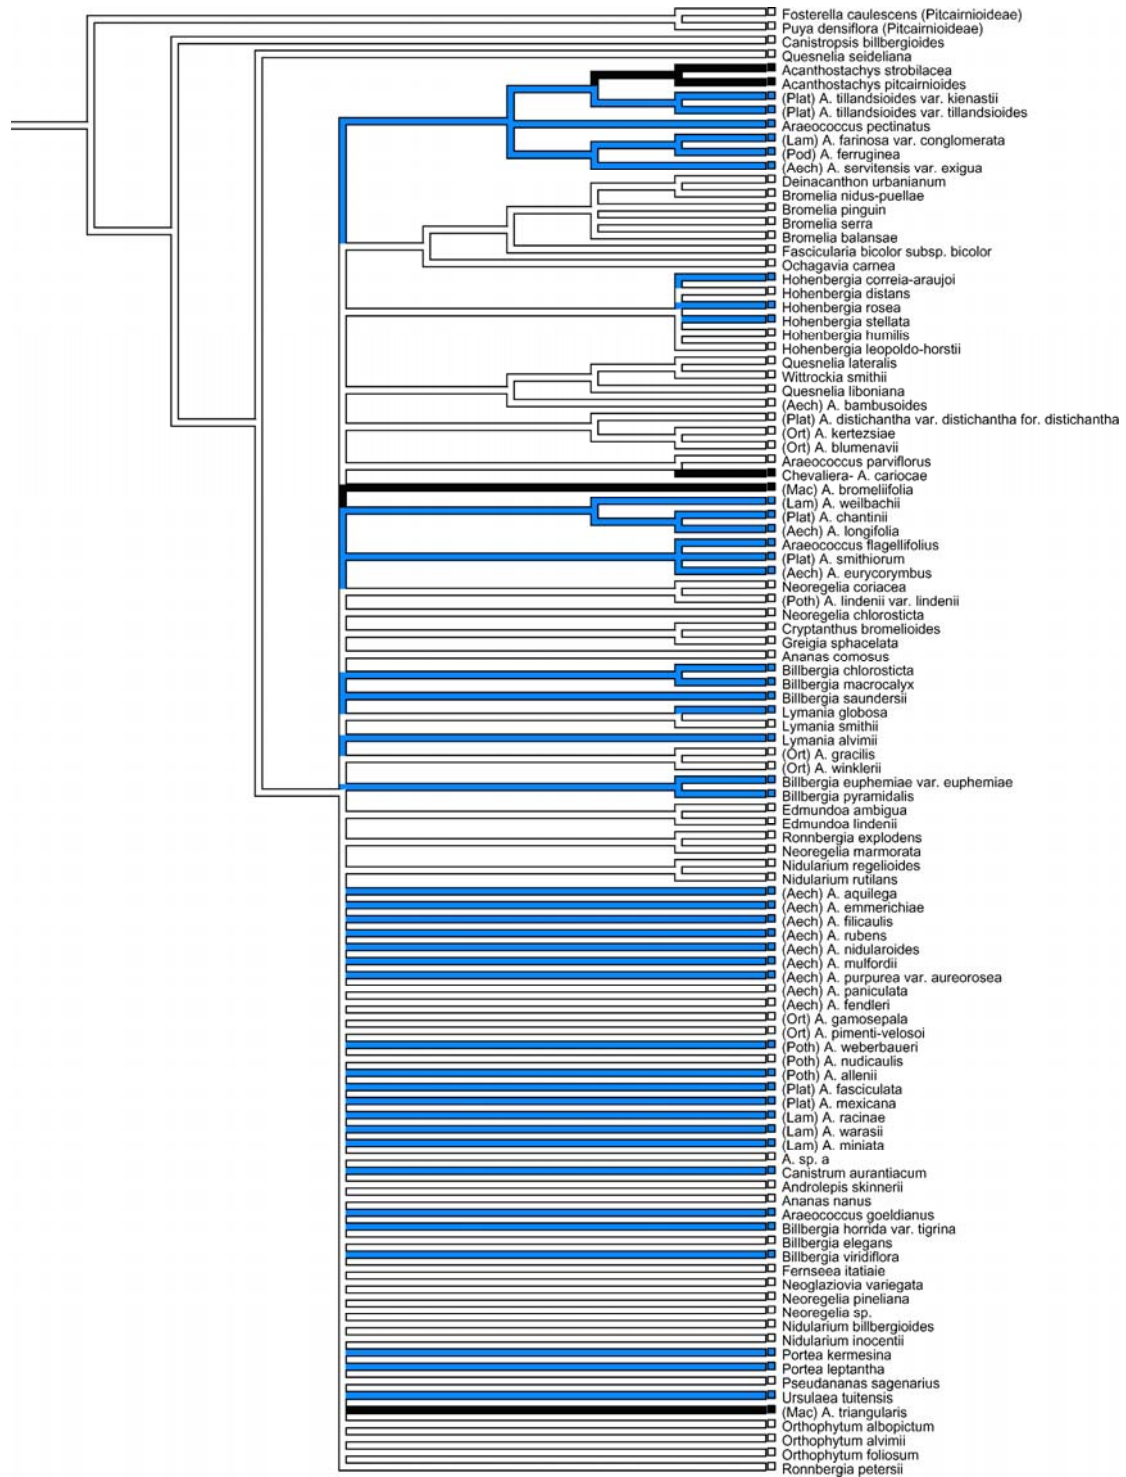 Fosterella caulescens (Pitcairnioideae)
Puya densiflora (Pitcairnioideae)
Canistropsis billbergioides
Quesnelia seideliana
Acanthostachys strobilacea
Acanthostachys pitcairnioides
(Plat) A. tillandsioides var. kienastii
(Plat) A. tillandsioides var. tillandsioides
Araeococcus pectinatus
(Lam) A. farinosa var. conglomerata
(Pod) A. ferruginea
(Aech) A. servitensis var. exigua
Deinacanthon urbanianum
Bromelia nidus-puellae
Bromelia pinguin
Bromelia serra
Bromelia balansae
Fascicularia bicolor subsp. bicolor
Ochagavia carnea
Hohenbergia correia-araujoi
Hohenbergia distans
Hohenbergia rosea
Hohenbergia stellata
Hohenbergia humilis
Hohenbergia leopoldo-horstii
Quesnelia lateralis
Wittrockia smithii
Quesnelia liboniana
(Aech) A. bambusoides
(Plat) A. distichantha var. distichantha for. distichantha
(Ort) A. kertezsiae
(Ort) A. blumenavii
Araeococcus parviflorus
Chevaliera- A. cariocae
(Mac) A. bromeliifolia
(Lam) A. weilbachii
(Plat) A. chantinii
(Aech) A. longifolia
Araeococcus flagellifolius
(Plat) A. smithiorum
(Aech) A. eurycorymbus
Neoregelia coriacea
(Poth) A. lindenii var. lindenii
Neoregelia chlorosticta
Cryptanthus bromelioides
Greigia sphacelata
Ananas comosus
Billbergia chlorosticta
Billbergia macrocalyx
Billbergia saundersii
Lymania globosa
Lymania smithii
Lymania alvimii
(Ort) A. gracilis
(Ort) A. winklerii
Billbergia euphemiae var. euphemiae
Billbergia pyramidalis
Edmundoa ambigua
Edmundoa lindenii
Ronnbergia explodens
Neoregelia marmorata
Nidularium regelioides
Nidularium rutilans
(Aech) A. aquilega
(Aech) A. emmerichiae
(Aech) A. filicaulis
(Aech) A. rubens
(Aech) A. nidularoides
(Aech) A. mulfordii
(Aech) A. purpurea var. aureorosea
(Aech) A. paniculata
(Aech) A. fendleri
(Ort) A. gamosepala
(Ort) A. pimenti-velosoi
(Poth) A. weberbaueri
(Poth) A. nudicaulis
(Poth) A. allenii
(Plat) A. fasciculata
(Plat) A. mexicana
(Lam) A. racinae
(Lam) A. warasii
(Lam) A. miniata
A. sp. a
Canistrum aurantiacum
Androlepis skinnerii
Ananas nanus
Araeococcus goeldianus
Billbergia horrida var. tigrina
Billbergia elegans
Billbergia viridiflora
Fernseea itatiaie
Neoglaziovia variegata
Neoregelia pineliana
Neoregelia sp.
Nidularium billbergioides
Nidularium inocentii
Portea kermesina
Portea leptantha
Pseudananas sagenarius
Ursulaea tuitensis
(Mac) A. triangularis
Orthophytum albopictum
Orthophytum alvimii
Orthophytum foliosum
Ronnbergia petersii